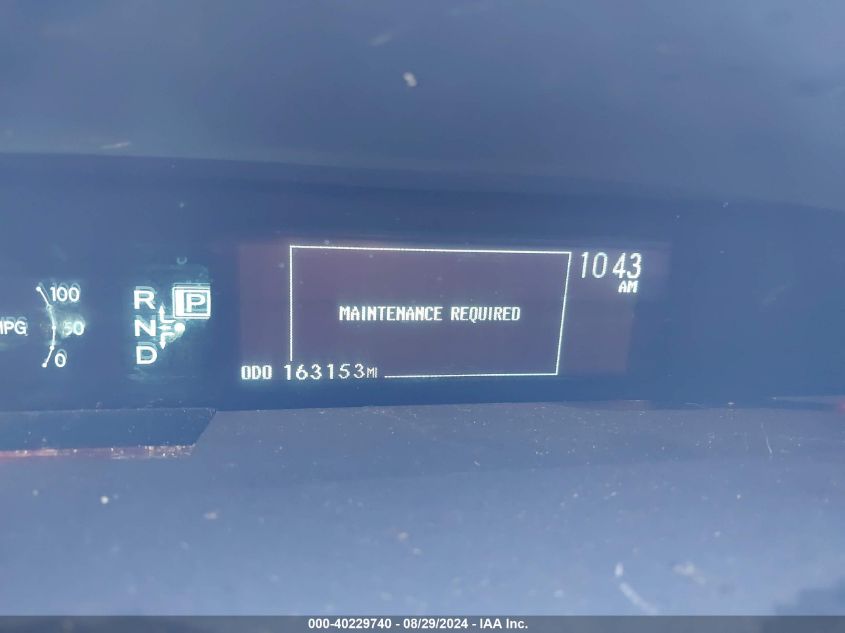 100
MPG 50
0
R P
N
D
1043
AM
MAINTENANCE REQUIRED
ODO 163153MI
000-40229740 - 08/29/2024 - IAA Inc.